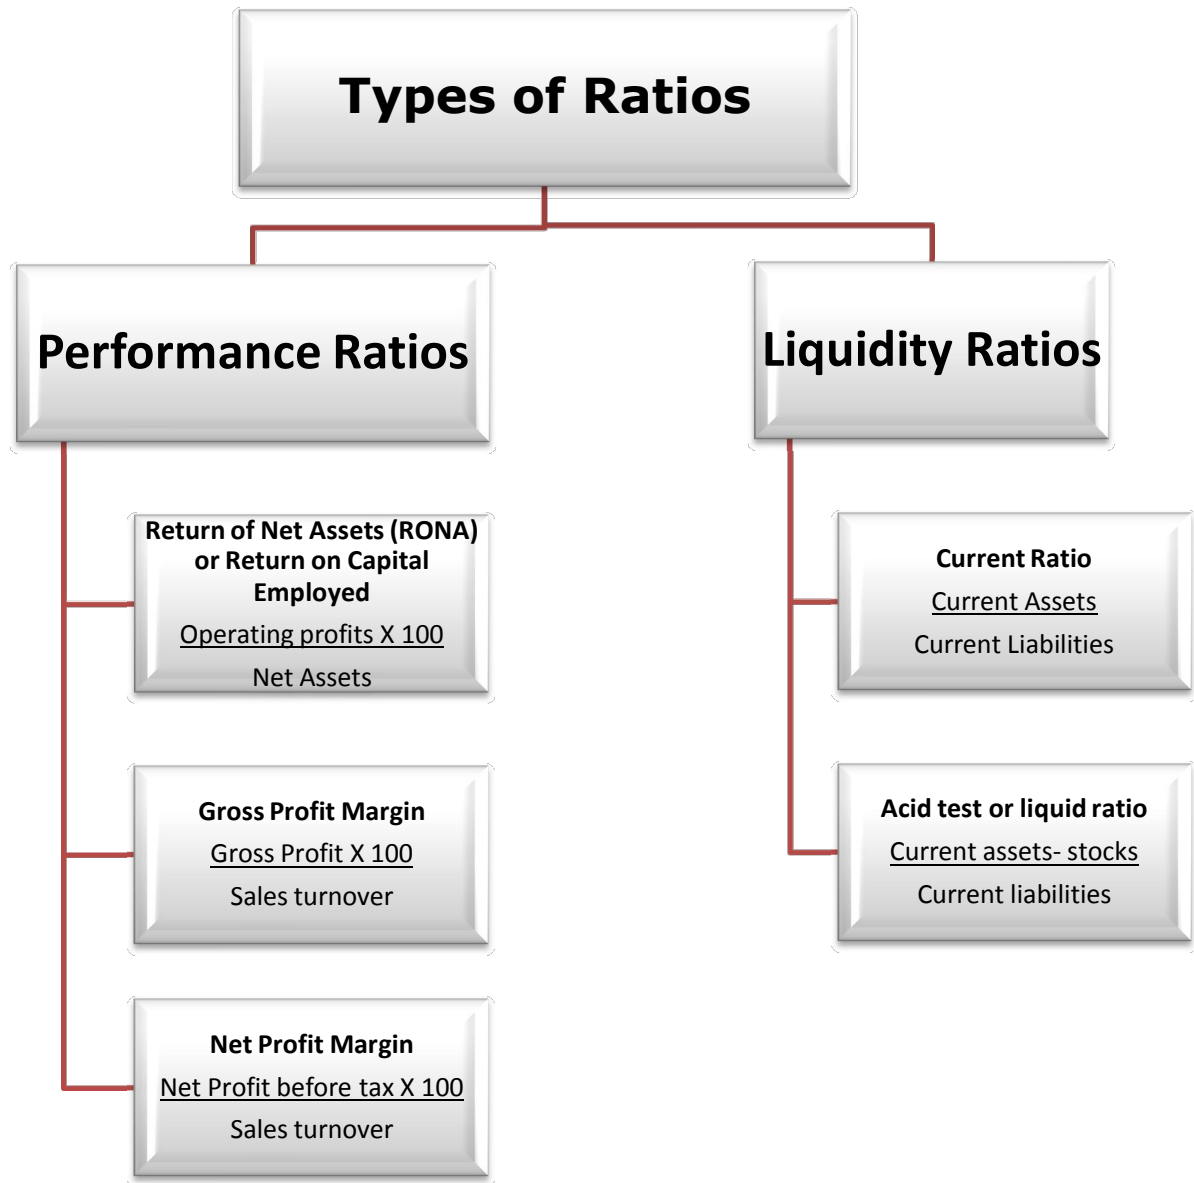 Types of Ratios
Performance Ratios
Return of Net Assets (RONA)
or Return on Capital
Employed
Operating profits X 100
Net Assets
Gross Profit Margin
Gross Profit X 100
Sales turnover
Net Profit Margin
Net Profit before tax X 100
Sales turnover
Liquidity Ratios
Current Ratio
Current Assets
Current Liabilities
Acid test or liquid ratio
Current assets- stocks
Current liabilities